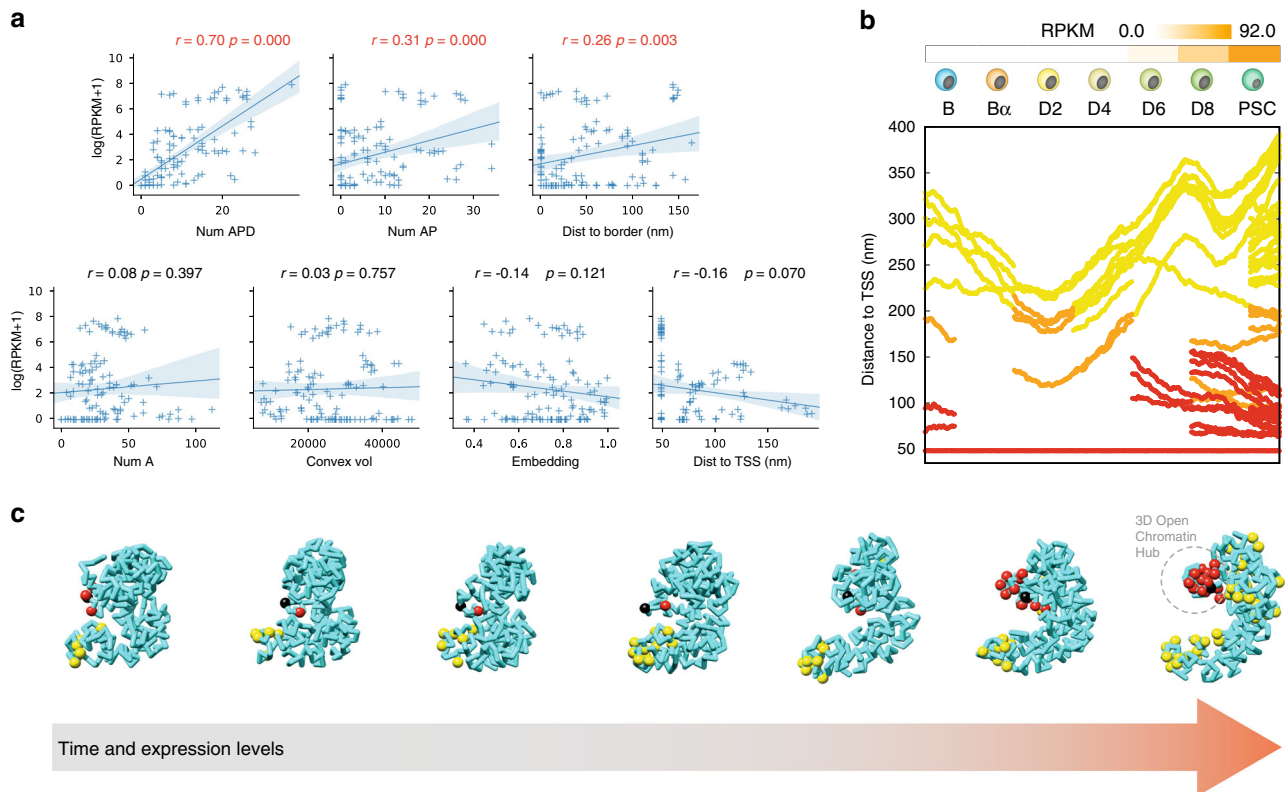 a
r = 0.70 p = 0.000
r = 0.31 p = 0.000
r = 0.26 p = 0.003
log(RPKM+1)
10
8
6
4
2
0
0 20
Num APD
0 10 20 30
Num AP
0 50 100 150
Dist to border (nm)
r = 0.08 p = 0.397
r = 0.03 p = 0.757
r = -0.14 p = 0.121
r = -0.16 p = 0.070
log(RPKM+1)
10
8
6
4
2
0
0 50 100
Num A
20000 40000
Convex vol
0.4 0.6 0.8 1.0
Embedding
50 100 150
Dist to TSS (nm)
b
RPKM 0.0 92.0
B Bα D2 D4 D6 D8 PSC
Distance to TSS (nm)
400
350
300
250
200
150
100
50
c
3D Open
Chromatin
Hub
Time and expression levels